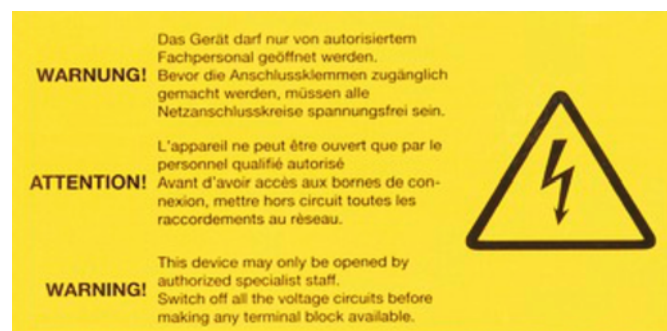 WARNUNG!
Das Gerät darf nur von autorisiertem
Fachpersonal geöffnet werden.
Bevor die Anschlussklemmen zugänglich
gemacht werden, müssen alle
Netzanschlusskreise spannungsfrei sein.
ATTENTION!
L'appareil ne peut être ouvert que par le
personnel qualifié autorisé
Avant d'avoir accès aux bornes de con-
nexion, mettre hors circuit toutes les
raccordements au rèseau.
WARNING!
This device may only be opened by
authorized specialist staff.
Switch off all the voltage circuits before
making any terminal block available.